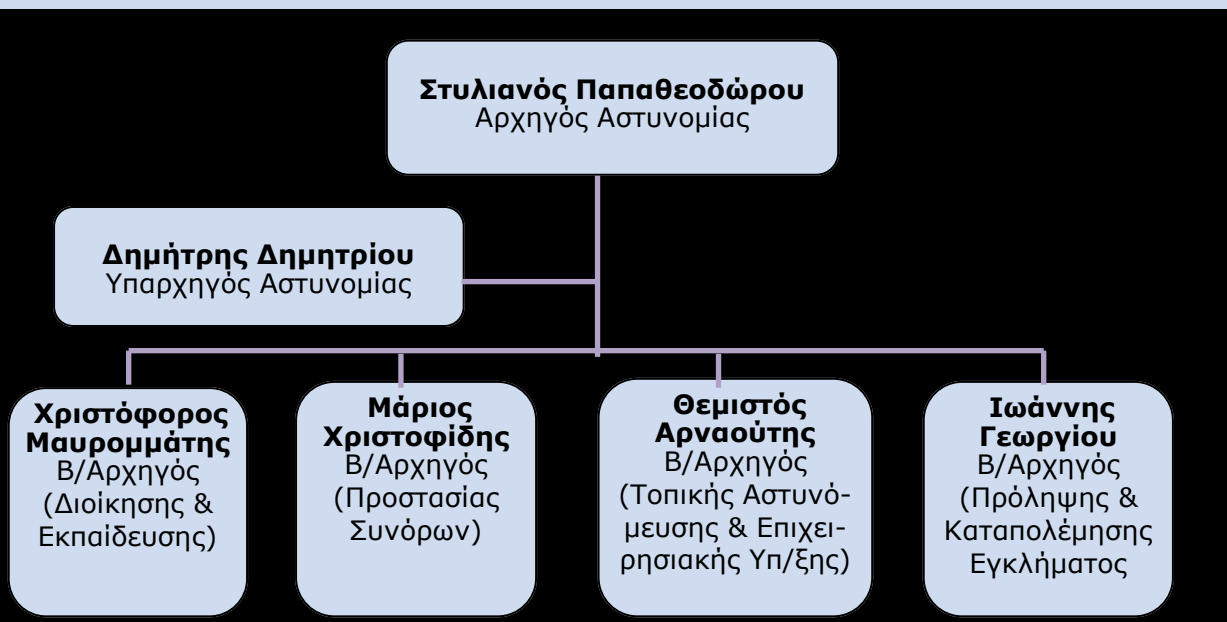 Στυλιανός Παπαθεοδώρου
Αρχηγός Αστυνομίας
Δημήτρης Δημητρίου
Υπαρχηγός Αστυνομίας
Χριστόφορος
Μαυρομμάτης
Β/Αρχηγός
(Διοίκησης &
Εκπαίδευσης)
Μάριος
Χριστοφίδης
Β/Αρχηγός
(Προστασίας
Συνόρων)
Θεμιστός
Αρναούτης
Β/Αρχηγός
(Τοπικής Αστυνό-
μευσης & Επιχει-
ρησιακής Υπ/ξης)
Ιωάννης
Γεωργίου
Β/Αρχηγός
(Πρόληψης &
Καταπολέμησης
Εγκλήματος